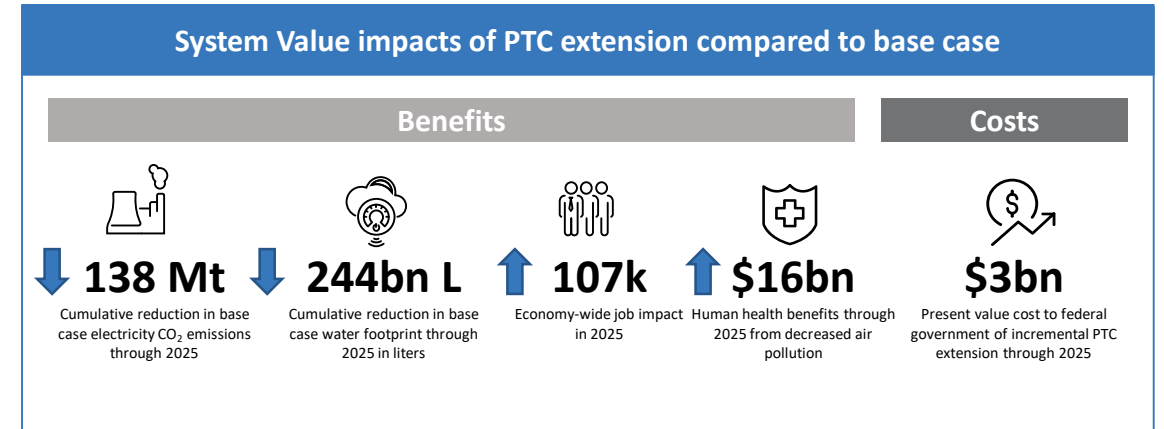 System Value impacts of PTC extension compared to base case
Benefits
Costs
$
138 Mt
Cumulative reduction in base
case electricity CO₂ emissions
through 2025
244bn L
Cumulative reduction in base
case water footprint through
2025 in liters
107k
Economy-wide job impact
in 2025
$16bn
Human health benefits through
2025 from decreased air
pollution
$3bn
Present value cost to federal
government of incremental PTC
extension through 2025